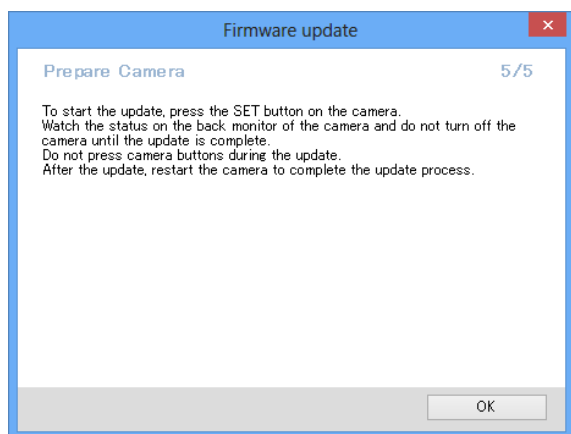 Firmware update
Prepare Camera 5/5
To start the update, press the SET button on the camera.
Watch the status on the back monitor of the camera and do not turn off the
camera until the update is complete.
Do not press camera buttons during the update.
After the update, restart the camera to complete the update process.
OK